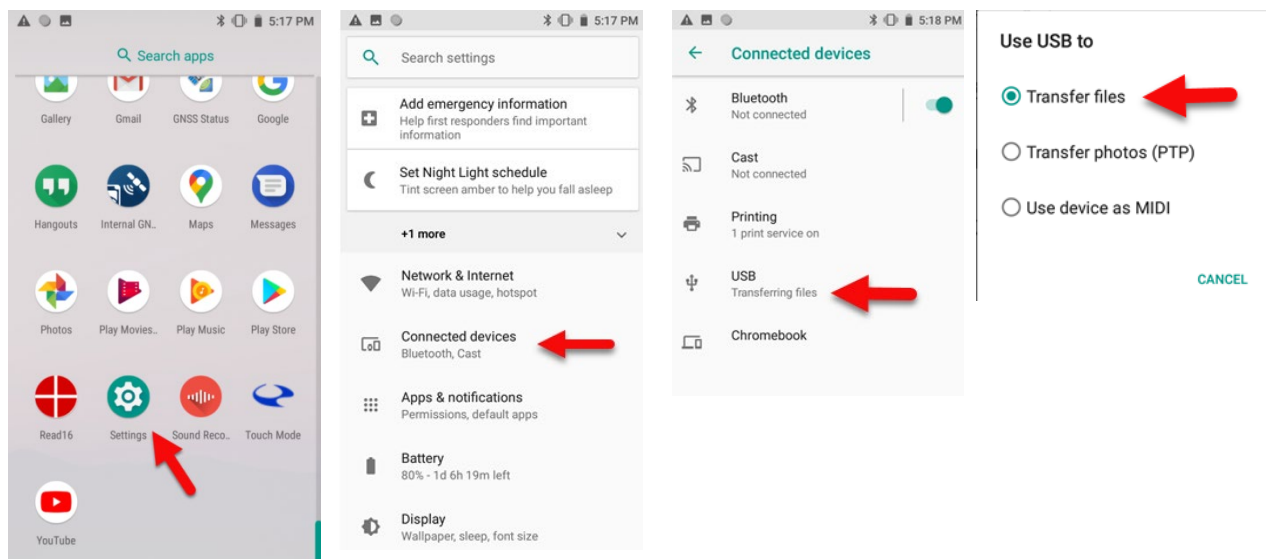 5:17 PM
Search apps
Gallery
Gmail
GNSS Status
Google
Hangouts
Internal GN..
Maps
Messages
Photos
Play Movies..
Play Music
Play Store
Read16
Settings
Sound Reco..
Touch Mode
YouTube
5:17 PM
Search settings
Add emergency information
Help first responders find important
information
Set Night Light schedule
Tint screen amber to help you fall asleep
+1 more
Network & Internet
Wi-Fi, data usage, hotspot
Connected devices
Bluetooth, Cast
Apps & notifications
Permissions, default apps
Battery
80% - 1d 6h 19m left
Display
Wallpaper, sleep, font size
5:18 PM
Connected devices
Bluetooth
Not connected
Cast
Not connected
Printing
1 print service on
USB
Transferring files
Chromebook
Use USB to
Transfer files
Transfer photos (PTP)
Use device as MIDI
CANCEL